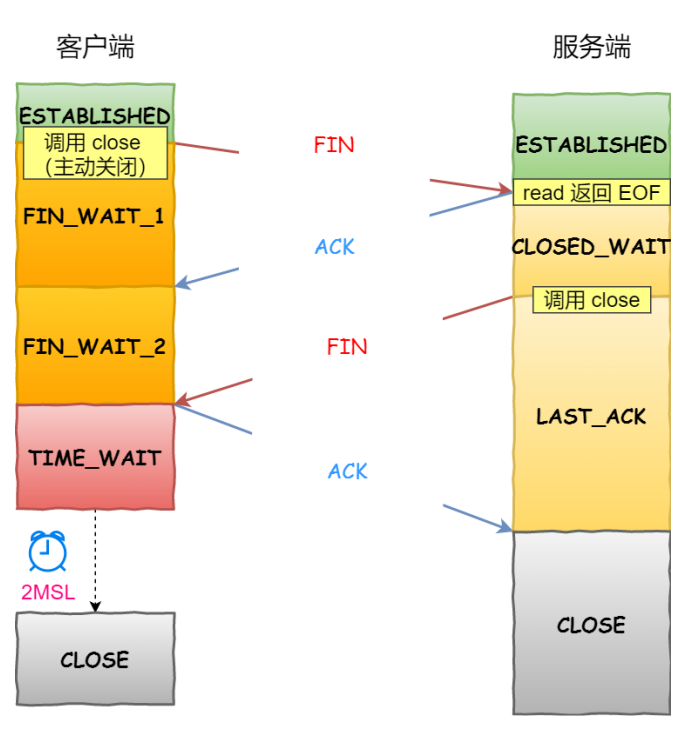 客户端
服务端
ESTABLISHED
调用 close
（主动关闭）
FIN
ESTABLISHED
read 返回 EOF
FIN_WAIT_1
ACK
CLOSED_WAIT
调用 close
FIN_WAIT_2
FIN
LAST_ACK
TIME_WAIT
ACK
2MSL
CLOSE
CLOSE